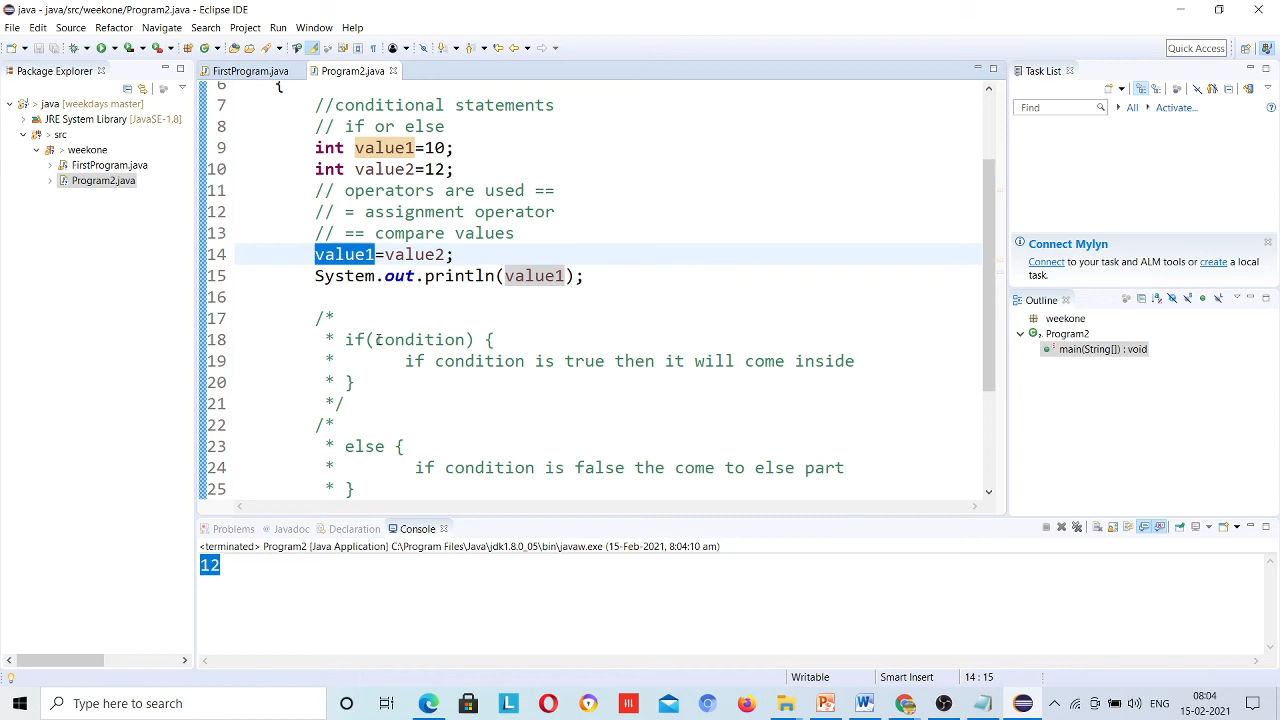 java - java/src/weekone/Program2.java - Eclipse IDE
File Edit Source Refactor Navigate Search Project Run Window Help
Quick Access
Package Explorer
FirstProgram.java
Program2.java
Task List
> java [weekdays master]
JRE System Library [JavaSE-1.8]
> src
> weekone
FirstProgram.java
Program2.java
6 {
7 //conditional statements
8 // if or else
9 int value1=10;
10 int value2=12;
11 // operators are used ==
12 // = assignment operator
13 // == compare values
14 value1=value2;
15 System.out.println(value1);
16
17 /*
18 * if(condition) {
19 * if condition is true then it will come inside
20 * }
21 */
22 /*
23 * else {
24 * if condition is false the come to else part
25 * }
Find
All
Activate...
Connect Mylyn
Connect to your task and ALM tools or create a local
task.
Outline
weekone
Program2
main(String[]) : void
Problems
Javadoc
Declaration
Console
<terminated> Program2 [Java Application] C:\Program Files\Java\jdk1.8.0_05\bin\javaw.exe (15-Feb-2021, 8:04:10 am)
12
Writable
Smart Insert
14 : 15
Type here to search
ENG
08:04
15-02-2021